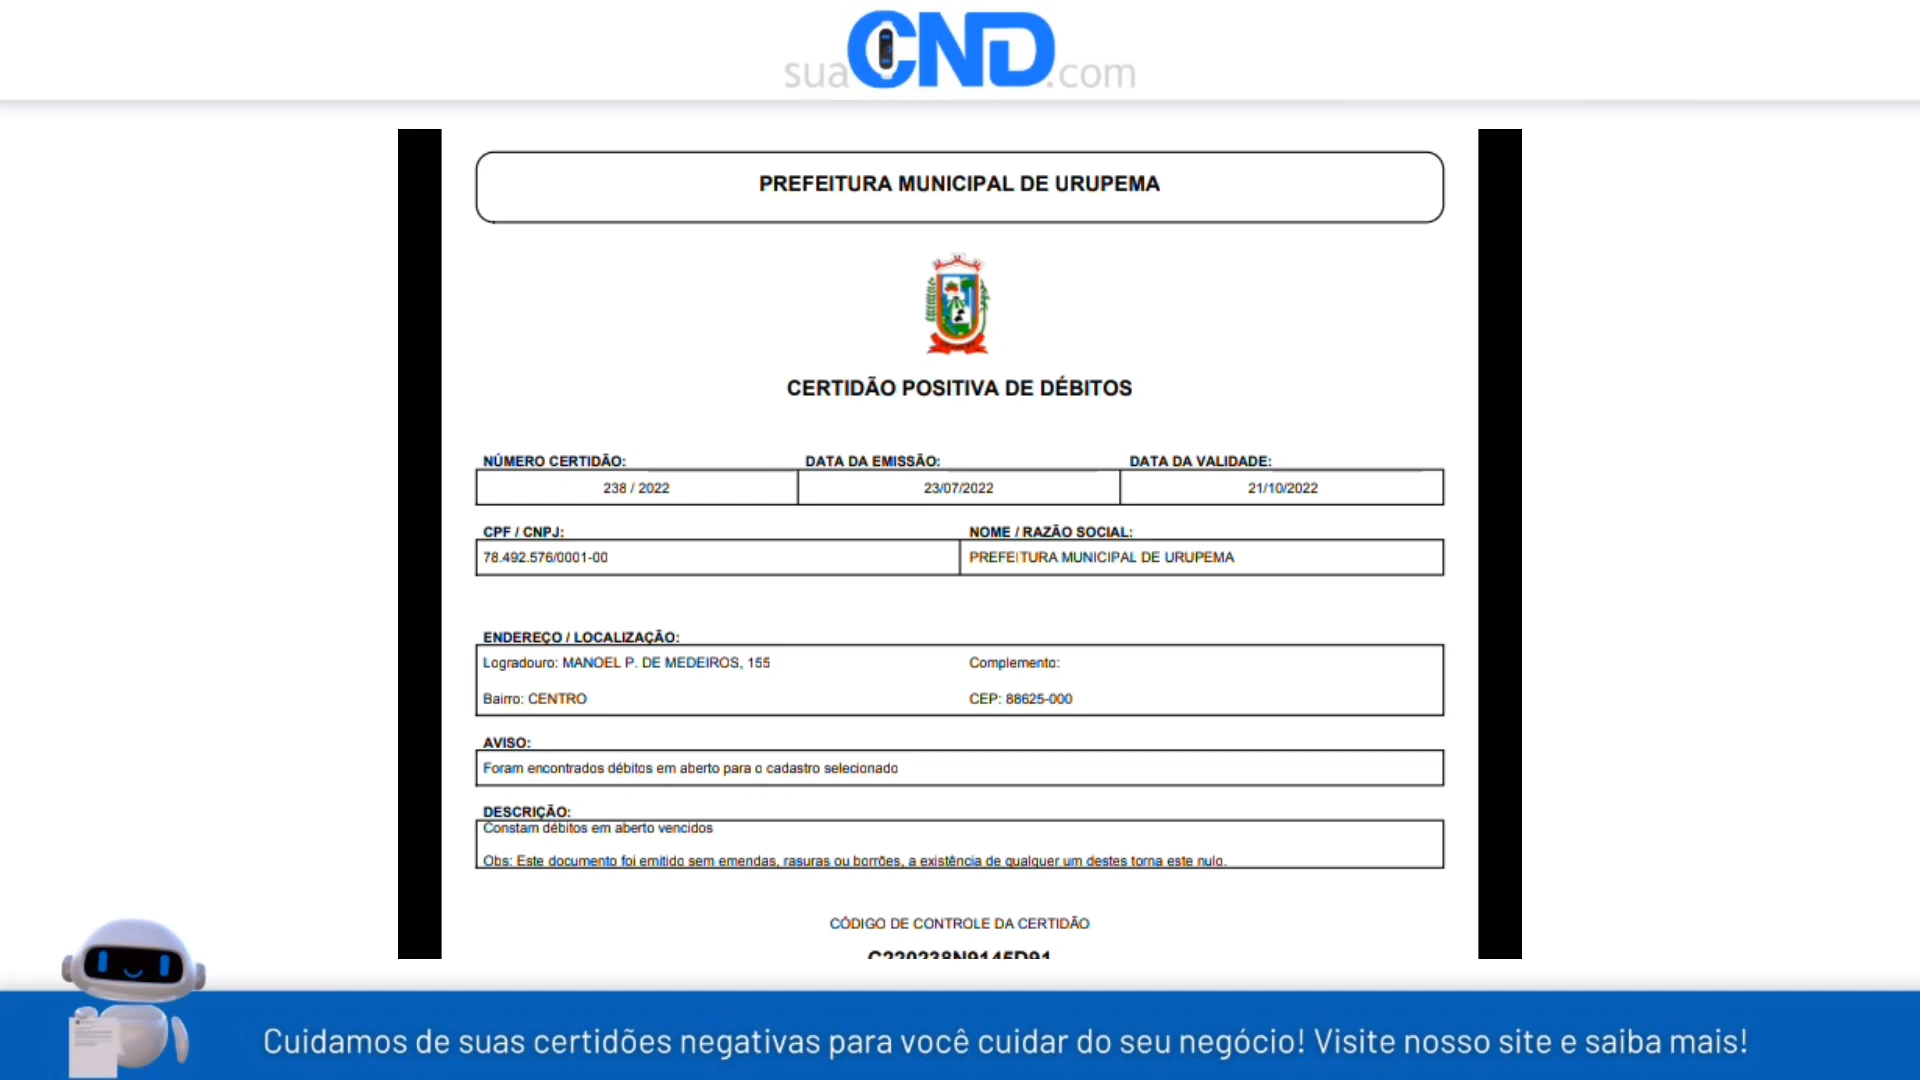 suaCND.com
PREFEITURA MUNICIPAL DE URUPEMA
CERTIDÃO POSITIVA DE DÉBITOS
NÚMERO CERTIDÃO: DATA DA EMISSÃO: DATA DA VALIDADE:
238 / 2022 23/07/2022 21/10/2022
CPF / CNPJ: NOME / RAZÃO SOCIAL:
78.492.576/0001-00 PREFEITURA MUNICIPAL DE URUPEMA
ENDEREÇO / LOCALIZAÇÃO:
Logradouro: MANOEL P. DE MEDEIROS, 155 Complemento:
Bairro: CENTRO CEP: 88625-000
AVISO:
Foram encontrados débitos em aberto para o cadastro selecionado
DESCRIÇÃO:
Constam débitos em aberto vencidos
Obs: Este documento foi emitido sem emendas, rasuras ou borrões, a existência de qualquer um destes torna este nulo.
CÓDIGO DE CONTROLE DA CERTIDÃO
C220238N9145D91
Cuidamos de suas certidões negativas para você cuidar do seu negócio! Visite nosso site e saiba mais!